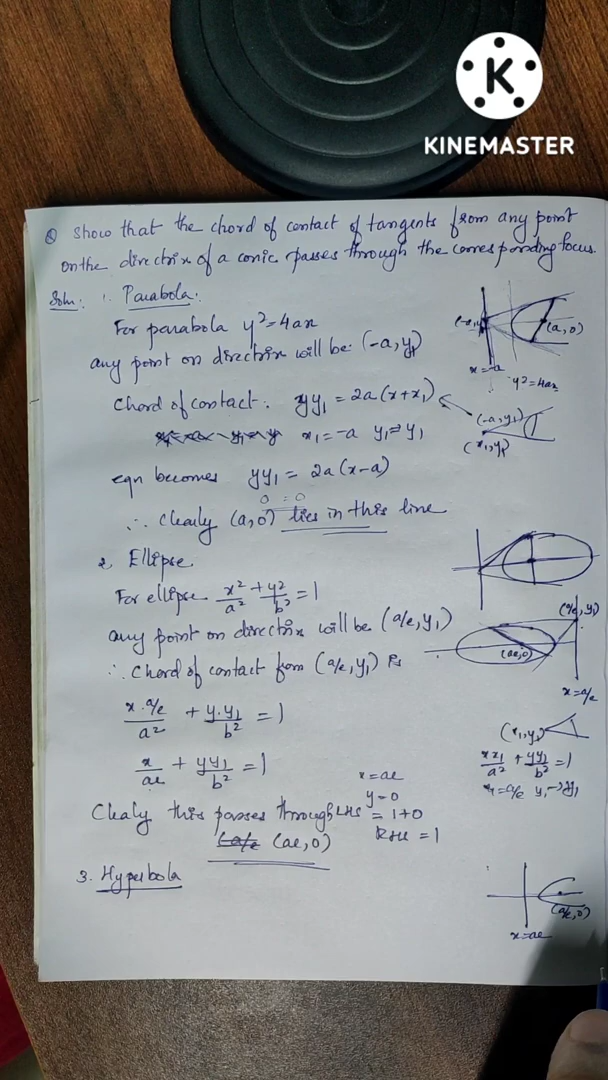 K
KINEMASTER
Q Show that the chord of contact of tangents from any point
on the directrix of a conic passes through the corresponding focus.
Soln: 1. Parabola:
For parabola y²=4ax
any point on directrix will be (-a, y₁)
(a,0)
x=-a
y²=4ax
Chord of contact: yy₁ = 2a(x+x₁)
x₁=-a y₁=y₁
(-a, y₁)
(x₁, y₁)
eqn becomes yy₁ = 2a(x-a)
0 = 0
∴ Clealy (a,0) lies in this line
2. Ellipse.
For ellipse x²/a² + y²/b² = 1
any point on directrix will be (a/e, y₁)
(a/e, y₁)
∴ Chord of contact from (a/e, y₁) is
(ae,0)
x=a/e
x·a/e / a² + y·y₁/b² = 1
(x₁, y₁)
x/ae + yy₁/b² = 1
xx₁/a² + yy₁/b² = 1
x₁=a/e y₁→y₁
x=ae
y=0
Clealy this passes through
LHS = 1+0
(ae,0)
RHS = 1
3. Hyperbola
(a/e,0)
x=ae